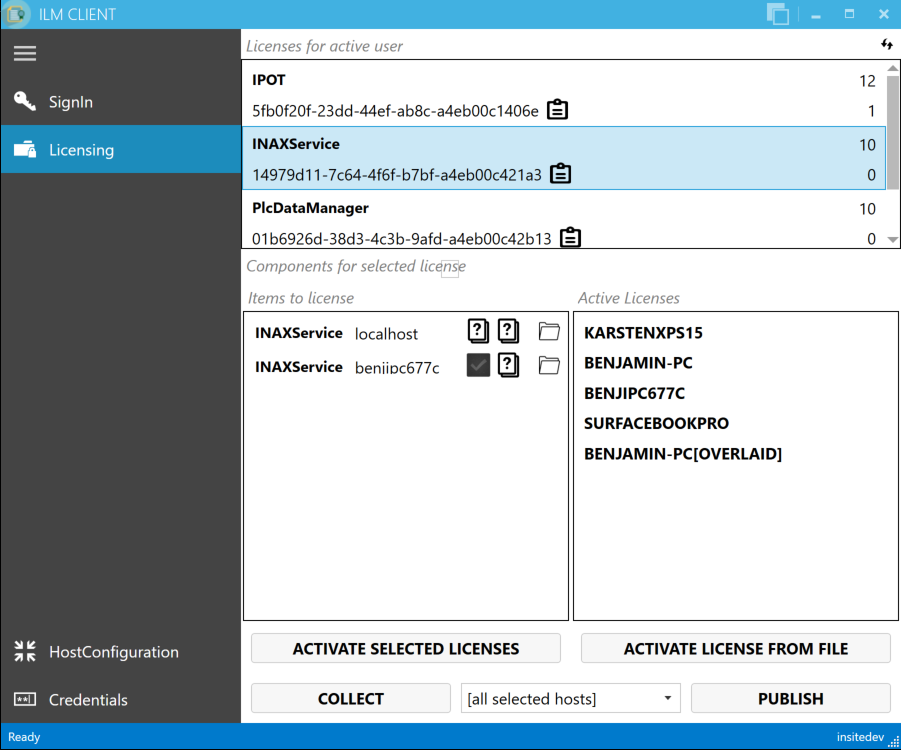 ILM CLIENT
Licenses for active user
SignIn
Licensing
IPOT 12
5fb0f20f-23dd-44ef-ab8c-a4eb00c1406e 1
INAXService 10
14979d11-7c64-4f6f-b7bf-a4eb00c421a3 0
PlcDataManager 10
01b6926d-38d3-4c3b-9afd-a4eb00c42b13 0
Components for selected license
Items to license
INAXService localhost
INAXService benjipc677c
Active Licenses
KARSTENXPS15
BENJAMIN-PC
BENJIPC677C
SURFACEBOOKPRO
BENJAMIN-PC[OVERLAID]
HostConfiguration
Credentials
ACTIVATE SELECTED LICENSES
ACTIVATE LICENSE FROM FILE
COLLECT
[all selected hosts]
PUBLISH
Ready
insitedev